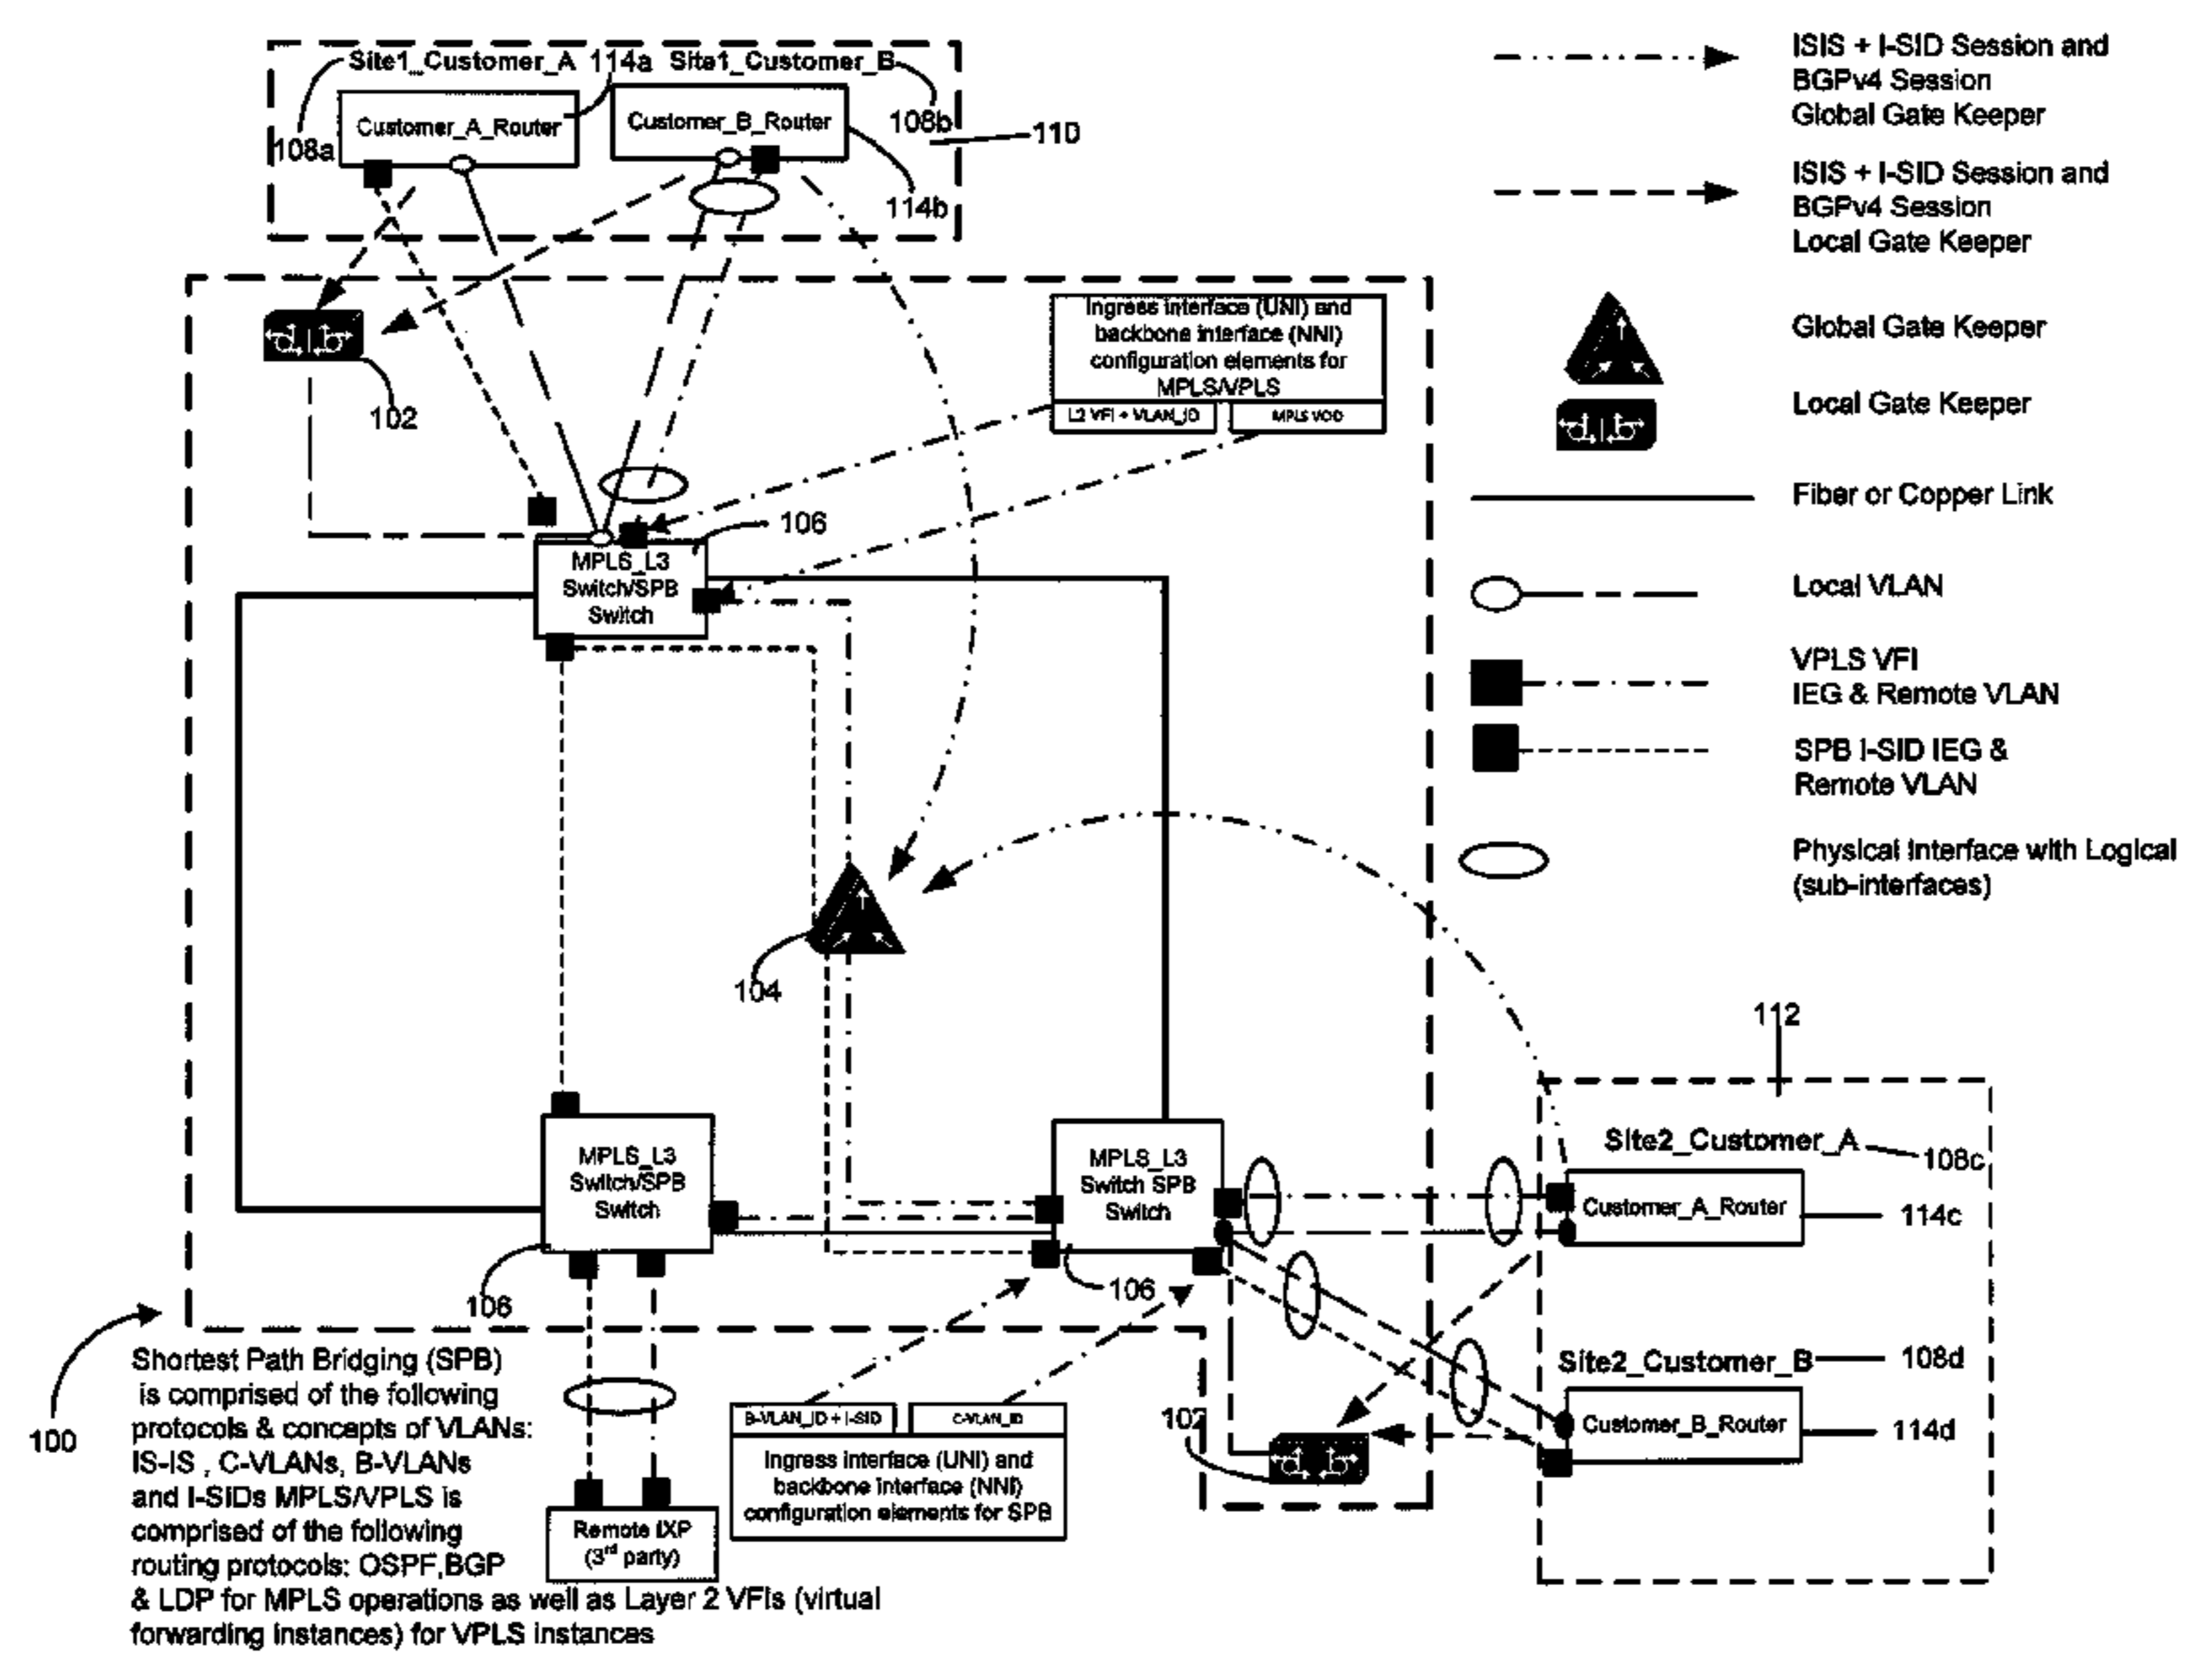 Site1_Customer_A
114a
Site1_Customer_B
Customer_A_Router
Customer_B_Router
108a
108b
110
114b
ISIS + I-SID Session and
BGPv4 Session
Global Gate Keeper
ISIS + I-SID Session and
BGPv4 Session
Local Gate Keeper
Global Gate Keeper
Local Gate Keeper
Fiber or Copper Link
Local VLAN
VPLS VFI
IEG & Remote VLAN
SPB I-SID IEG &
Remote VLAN
Physical Interface with Logical
(sub-interfaces)
102
Ingress interface (UNI) and
backbone interface (NNI)
configuration elements for
MPLS/VPLS
L2 VFI + VLAN_ID
106
MPLS_L3
Switch/SPB
Switch
104
112
MPLS_L3
Switch/SPB
Switch
106
MPLS_L3
Switch SPB
Switch
106
Site2_Customer_A
108c
Customer_A_Router
114c
Site2_Customer_B
108d
Customer_B_Router
114d
102
100
Shortest Path Bridging (SPB)
is comprised of the following
protocols & concepts of VLANs:
IS-IS , C-VLANs, B-VLANs
and I-SIDs MPLS/VPLS is
comprised of the following
routing protocols: OSPF,BGP
& LDP for MPLS operations as well as Layer 2 VFIs (virtual
forwarding instances) for VPLS instances
B-VLAN_ID + I-SID
C-VLAN_ID
Ingress interface (UNI) and
backbone interface (NNI)
configuration elements for SPB
Remote IXP
(3rd party)